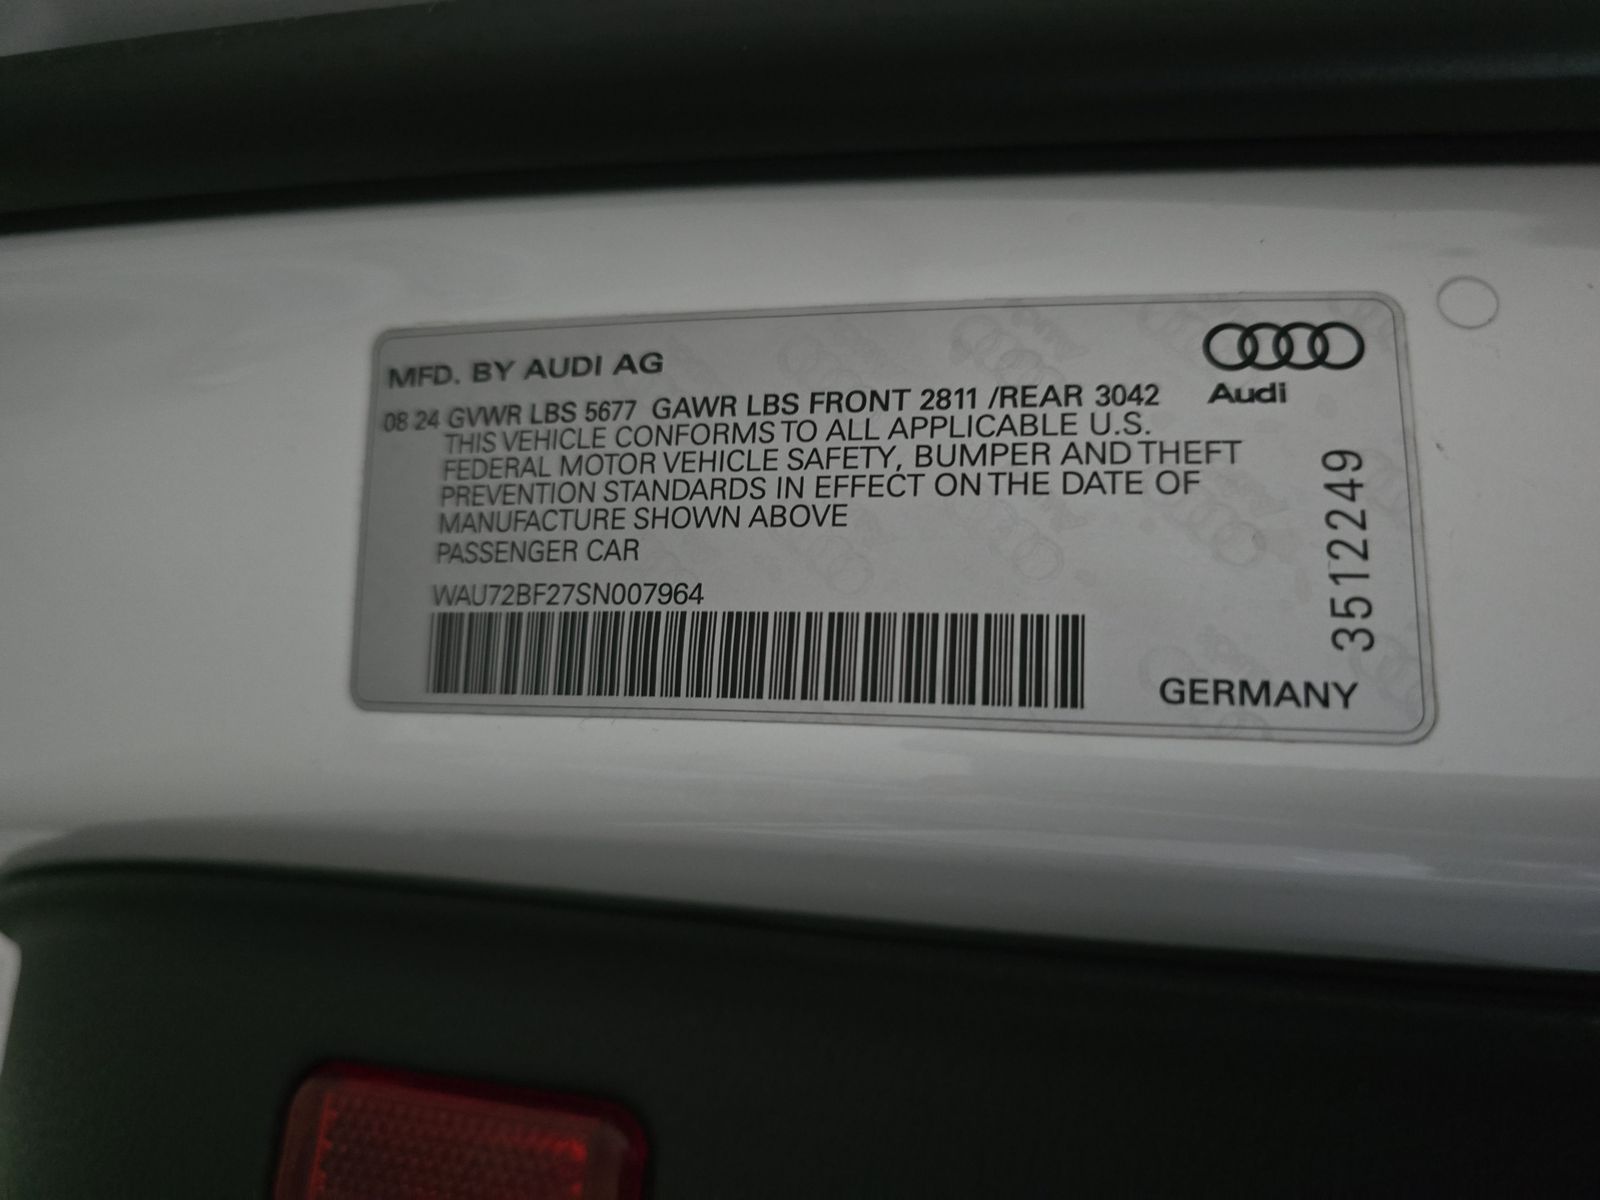 MFD. BY AUDI AG
Audi
08 24 GVWR LBS 5677 GAWR LBS FRONT 2811 /REAR 3042
THIS VEHICLE CONFORMS TO ALL APPLICABLE U.S.
FEDERAL MOTOR VEHICLE SAFETY, BUMPER AND THEFT
PREVENTION STANDARDS IN EFFECT ON THE DATE OF
MANUFACTURE SHOWN ABOVE
PASSENGER CAR
WAU72BF27SN007964
3512249
GERMANY